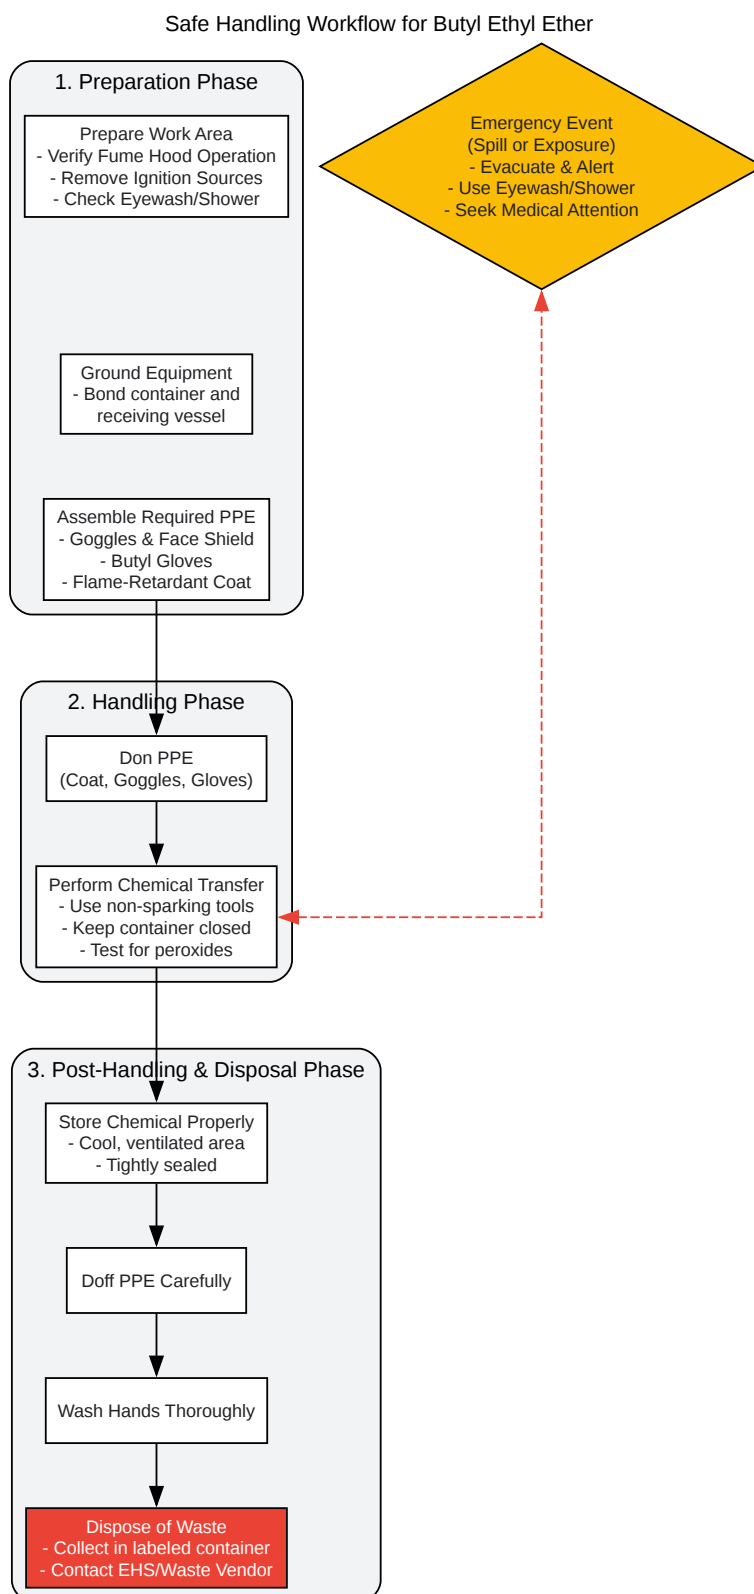 Safe Handling Workflow for Butyl Ethyl Ether
1. Preparation Phase
Prepare Work Area
- Verify Fume Hood Operation
- Remove Ignition Sources
- Check Eyewash/Shower
Emergency Event
(Spill or Exposure)
- Evacuate & Alert
- Use Eyewash/Shower
- Seek Medical Attention
Ground Equipment
- Bond container and
receiving vessel
Assemble Required PPE
- Goggles & Face Shield
- Butyl Gloves
- Flame-Retardant Coat
2. Handling Phase
Don PPE
(Coat, Goggles, Gloves)
Perform Chemical Transfer
- Use non-sparking tools
- Keep container closed
- Test for peroxides
3. Post-Handling & Disposal Phase
Store Chemical Properly
- Cool, ventilated area
- Tightly sealed
Doff PPE Carefully
Wash Hands Thoroughly
Dispose of Waste
- Collect in labeled container
- Contact EHS/Waste Vendor